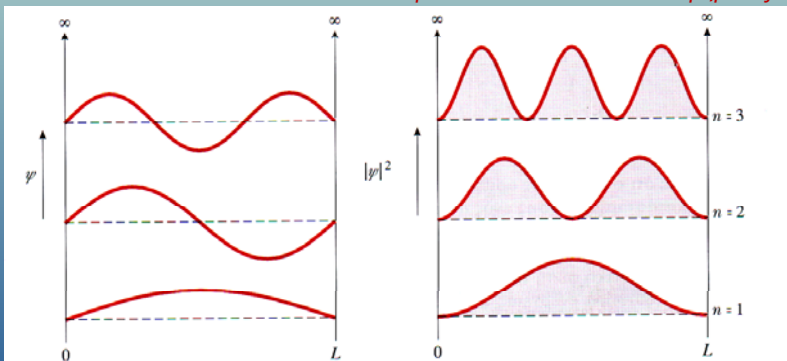 ∞ ∞
ψ
0 L
∞ ∞
|ψ|²
n = 3
n = 2
n = 1
0 L